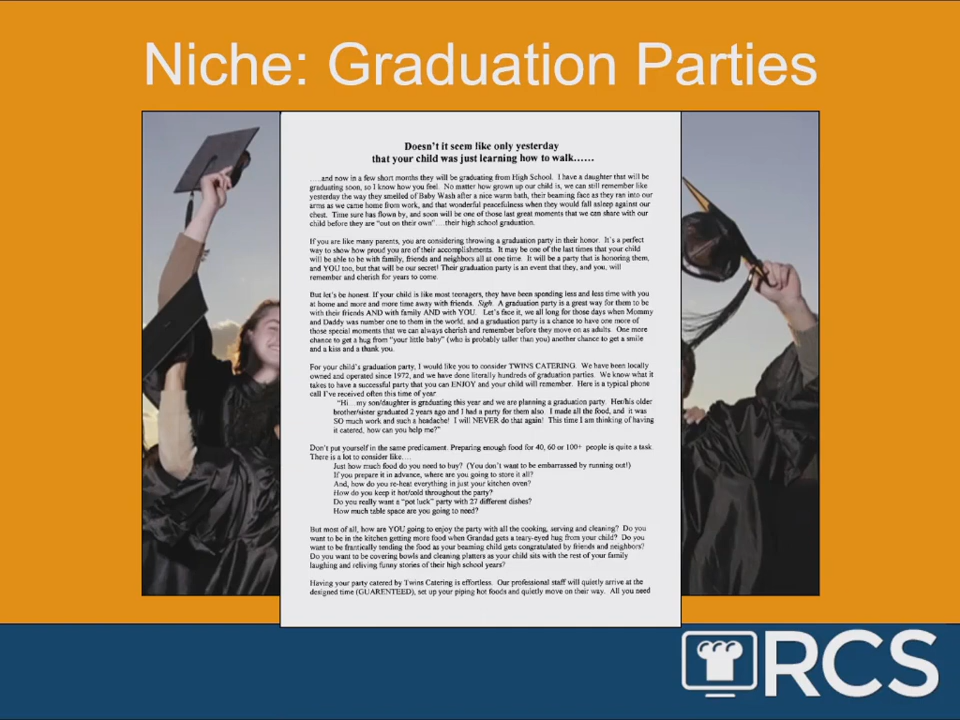 Niche: Graduation Parties
Doesn't it seem like only yesterday
that your child was just learning how to walk……
….and now in a few short months they will be graduating from High School.  I have a daughter that will be
graduating soon, so I know how you feel.  No matter how grown up our child is, we can still remember like
yesterday the way they smelled of Baby Wash after a nice warm bath, their beaming face as they ran into our
arms as we came home from work, and that wonderful peacefulness when they would fall asleep against our
chest.  Time sure has flown by, and soon will be one of those last great moments that we can share with our
child before they are "out on their own"….their high school graduation.
If you are like many parents, you are considering throwing a graduation party in their honor.  It's a perfect
way to show how proud you are of their accomplishments.  It may be one of the last times that your child
will be able to be with family, friends and neighbors all at one time.  It will be a party that is honoring them,
and YOU too, but that will be our secret! Their graduation party is an event that they, and you, will
remember and cherish for years to come.
But let's be honest. If your child is like most teenagers, they have been spending less and less time with you
at home and more and more time away with friends.  Sigh.  A graduation party is a great way for them to be
with their friends AND with family AND with YOU.   Let's face it, we all long for those days when Mommy
and Daddy was number one to them in the world, and a graduation party is a chance to have one more of
those special moments that we can always cherish and remember before they move on as adults.  One more
chance to get a hug from "your little baby" (who is probably taller than you) another chance to get a smile
and a kiss and a thank you.
For your child's graduation party, I would like you to consider TWINS CATERING.  We have been locally
owned and operated since 1972, and we have done literally hundreds of graduation parties.  We know what it
takes to have a successful party that you can ENJOY and your child will remember.  Here is a typical phone
call I've received often this time of year.
"Hi…my son/daughter is graduating this year and we are planning a graduation party.  Her/his older
brother/sister graduated 2 years ago and I had a party for them also.  I made all the food, and it was
SO much work and such a headache!  I will NEVER do that again!  This time I am thinking of having
it catered, how can you help me?"
Don't put yourself in the same predicament.  Preparing enough food for 40, 60 or 100+  people is quite a task.
There is a lot to consider like….
Just how much food do you need to buy?  (You don't want to be embarrassed by running out!)
If you prepare it in advance, where are you going to store it all?
And, how do you re-heat everything in just your kitchen oven?
How do you keep it hot/cold throughout the party?
Do you really want a "pot luck" party with 27 different dishes?
How much table space are you going to need?
But most of all, how are YOU going to enjoy the party with all the cooking, serving and cleaning?  Do you
want to be in the kitchen getting more food when Grandad gets a teary-eyed hug from your child?  Do you
want to be frantically tending the food as your beaming child gets congratulated by friends and neighbors?
Do you want to be covering bowls and cleaning platters as your child sits with the rest of your family
laughing and reliving funny stories of their high school years?
Having your party catered by Twins Catering is effortless.  Our professional staff will quietly arrive at the
designed time (GUARENTEED), set up your piping hot foods and quietly move on their way.  All you need
RCS